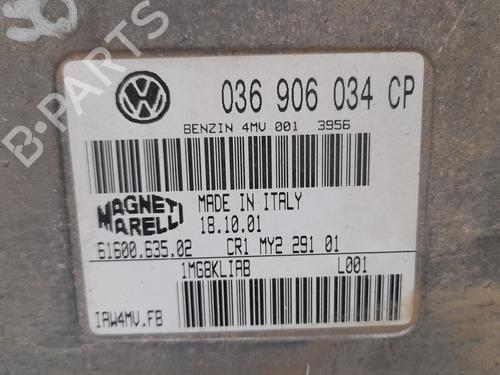 B-PARTS
036 906 034 CP
BENZIN 4MV 001 3956
MAGNETI MARELLI
MADE IN ITALY
18.10.01
61600.635.02 CR1 MY2 291 01
1MG8KLIAB L001
IAW4MV.FB